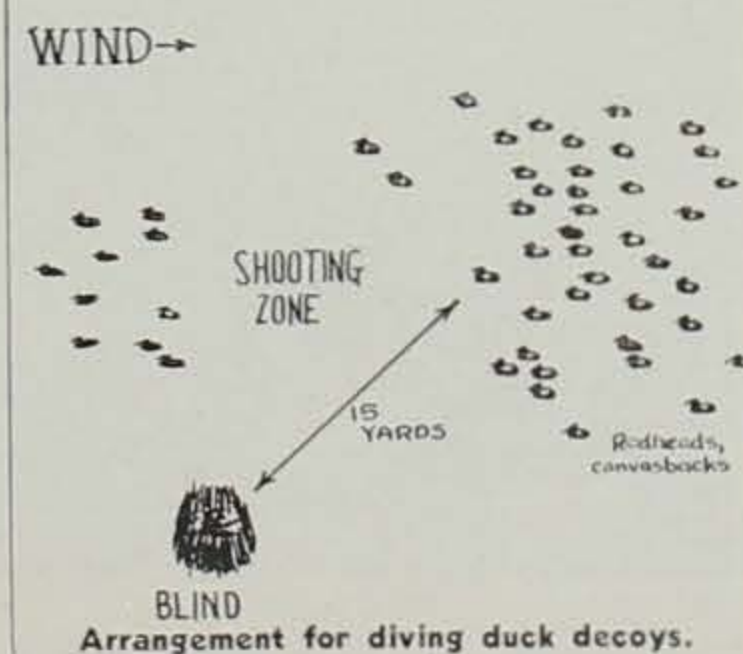 WIND
SHOOTING
ZONE
15
YARDS
Redheads,
canvasbacks
BLIND
Arrangement for diving duck decoys.